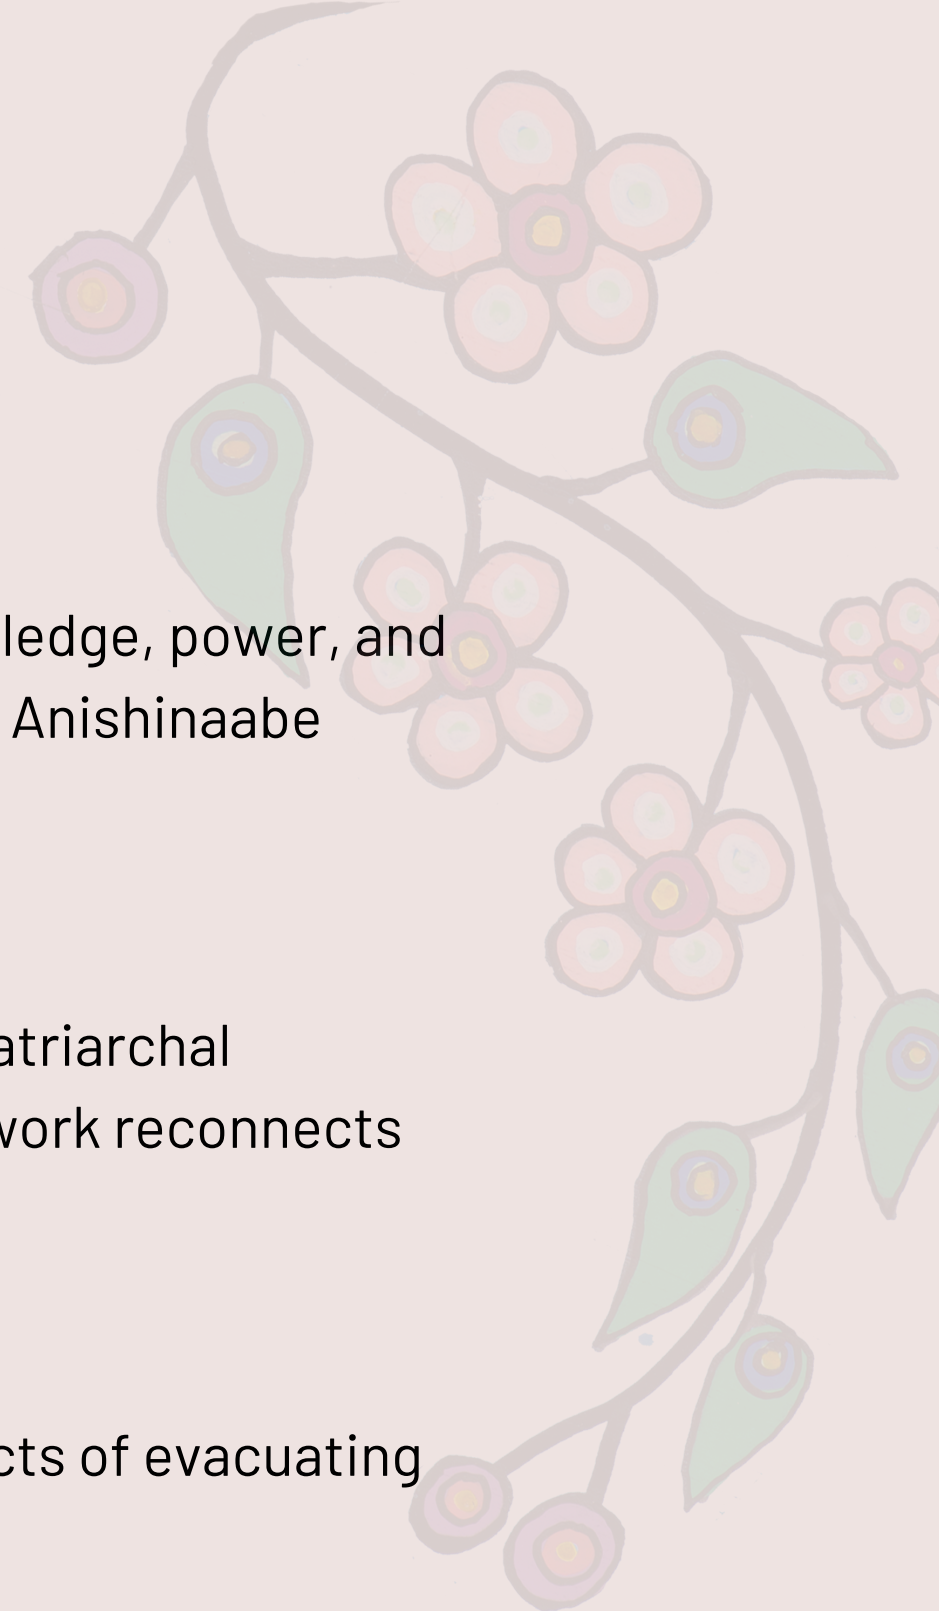 ledge, power, and
Anishinaabe
atriarchal
work reconnects
cts of evacuating